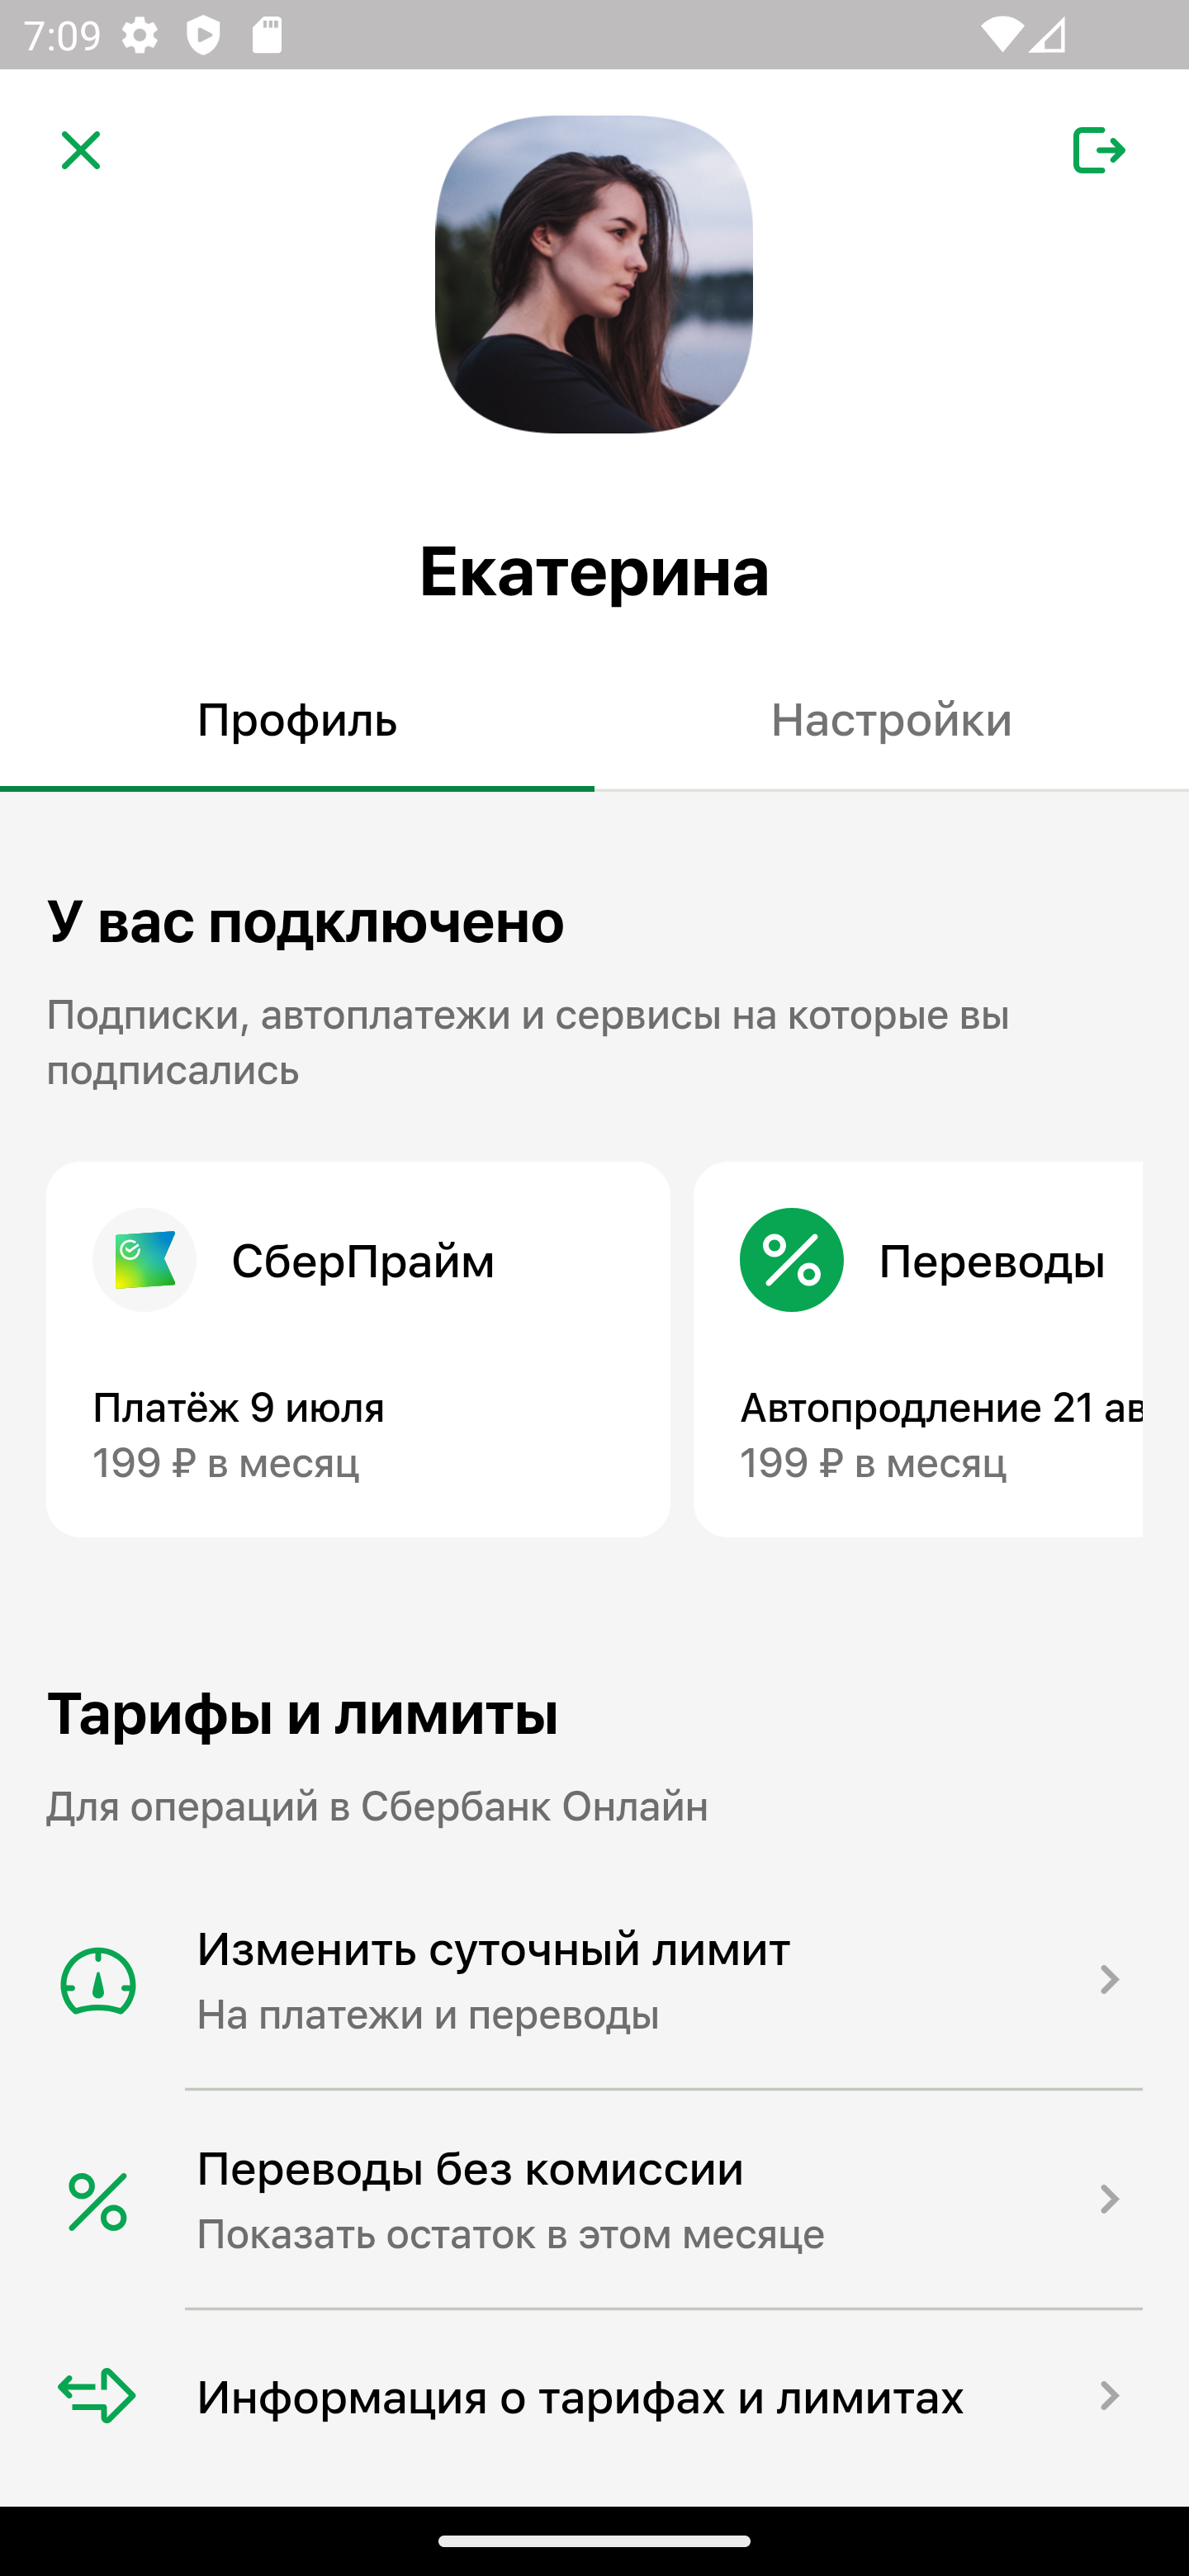 7:09
Екатерина
Профиль
Настройки
У вас подключено
Подписки, автоплатежи и сервисы на которые вы
подписались
СберПрайм
Платёж 9 июля
199 ₽ в месяц
Переводы
Автопродление 21 ав
199 ₽ в месяц
Тарифы и лимиты
Для операций в Сбербанк Онлайн
Изменить суточный лимит
На платежи и переводы
Переводы без комиссии
Показать остаток в этом месяце
Информация о тарифах и лимитах